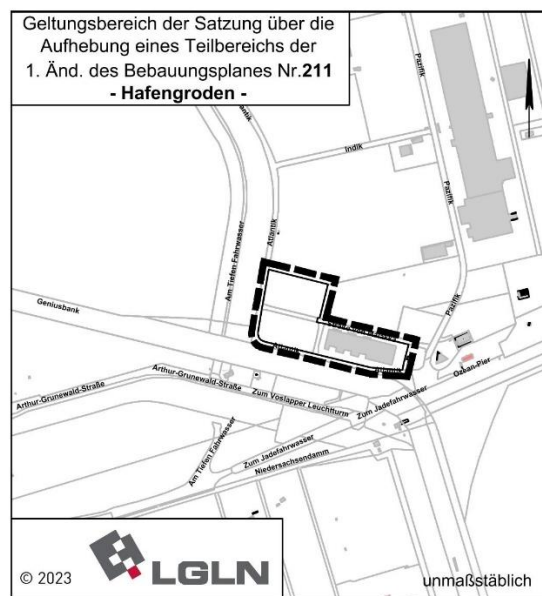 Geltungsbereich der Satzung über die
Aufhebung eines Teilbereichs der
1. Änd. des Bebauungsplanes Nr.211
- Hafengroden -
Pazifik
Indik
Pazifik
Atlantik
Am Tiefen Fahrwasser
Pazifik
Geniusbank
Ozean-Pier
Arthur-Grunewald-Straße
Arthur-Grunewald-Straße
Zum Voslapper Leuchtturm
Zum Jadefahrwasser
Am Tiefen Fahrwasser
Zum Jadefahrwasser
Niedersachsendamm
© 2023
LGLN
unmaßstäblich